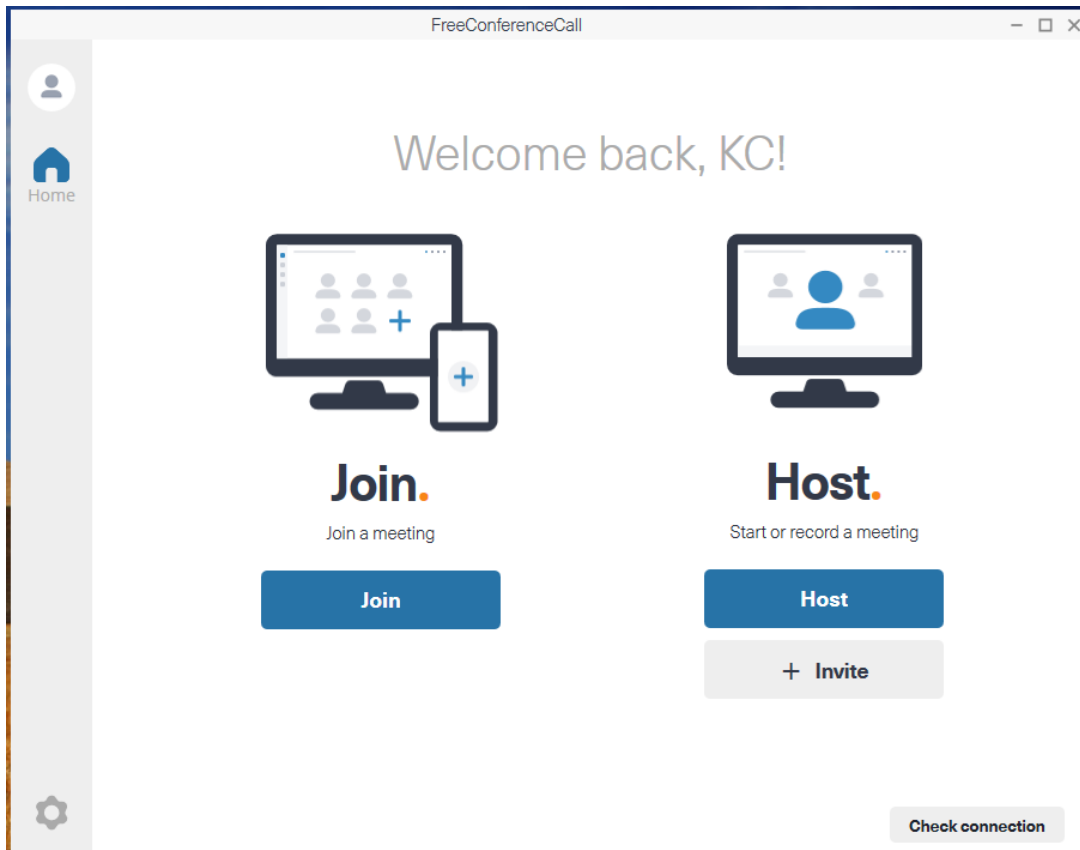 FreeConferenceCall
Home
Welcome back, KC!
Join.
Join a meeting
Join
Host.
Start or record a meeting
Host
+ Invite
Check connection